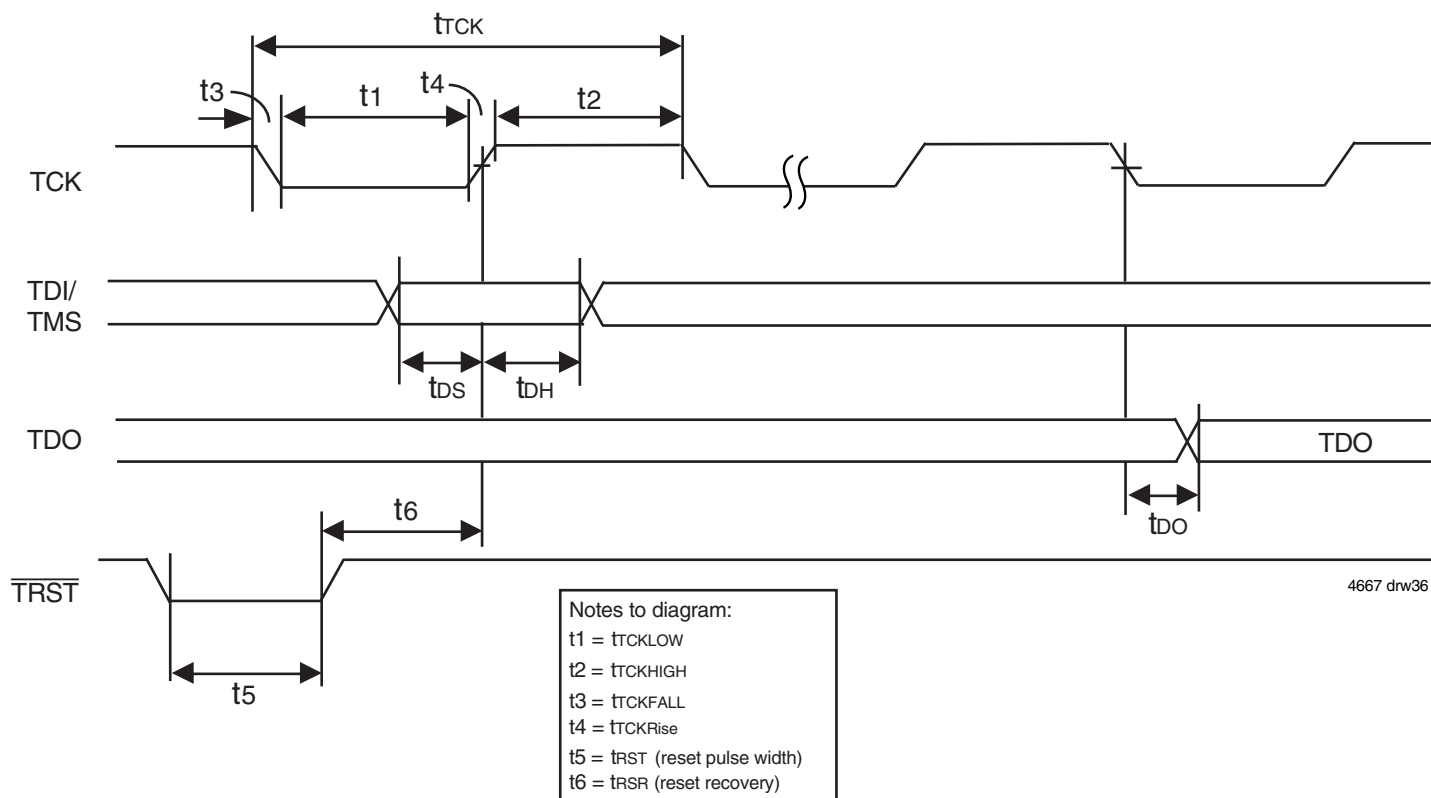 tTCK
t3
t1
t4
t2
TCK
TDI/
TMS
tDS
tDH
TDO
TDO
t6
tDO
TRST
4667 drw36
t5
Notes to diagram:
t1 = tTCKLOW
t2 = tTCKHIGH
t3 = tTCKFALL
t4 = tTCKRise
t5 = tRST (reset pulse width)
t6 = tRSR (reset recovery)